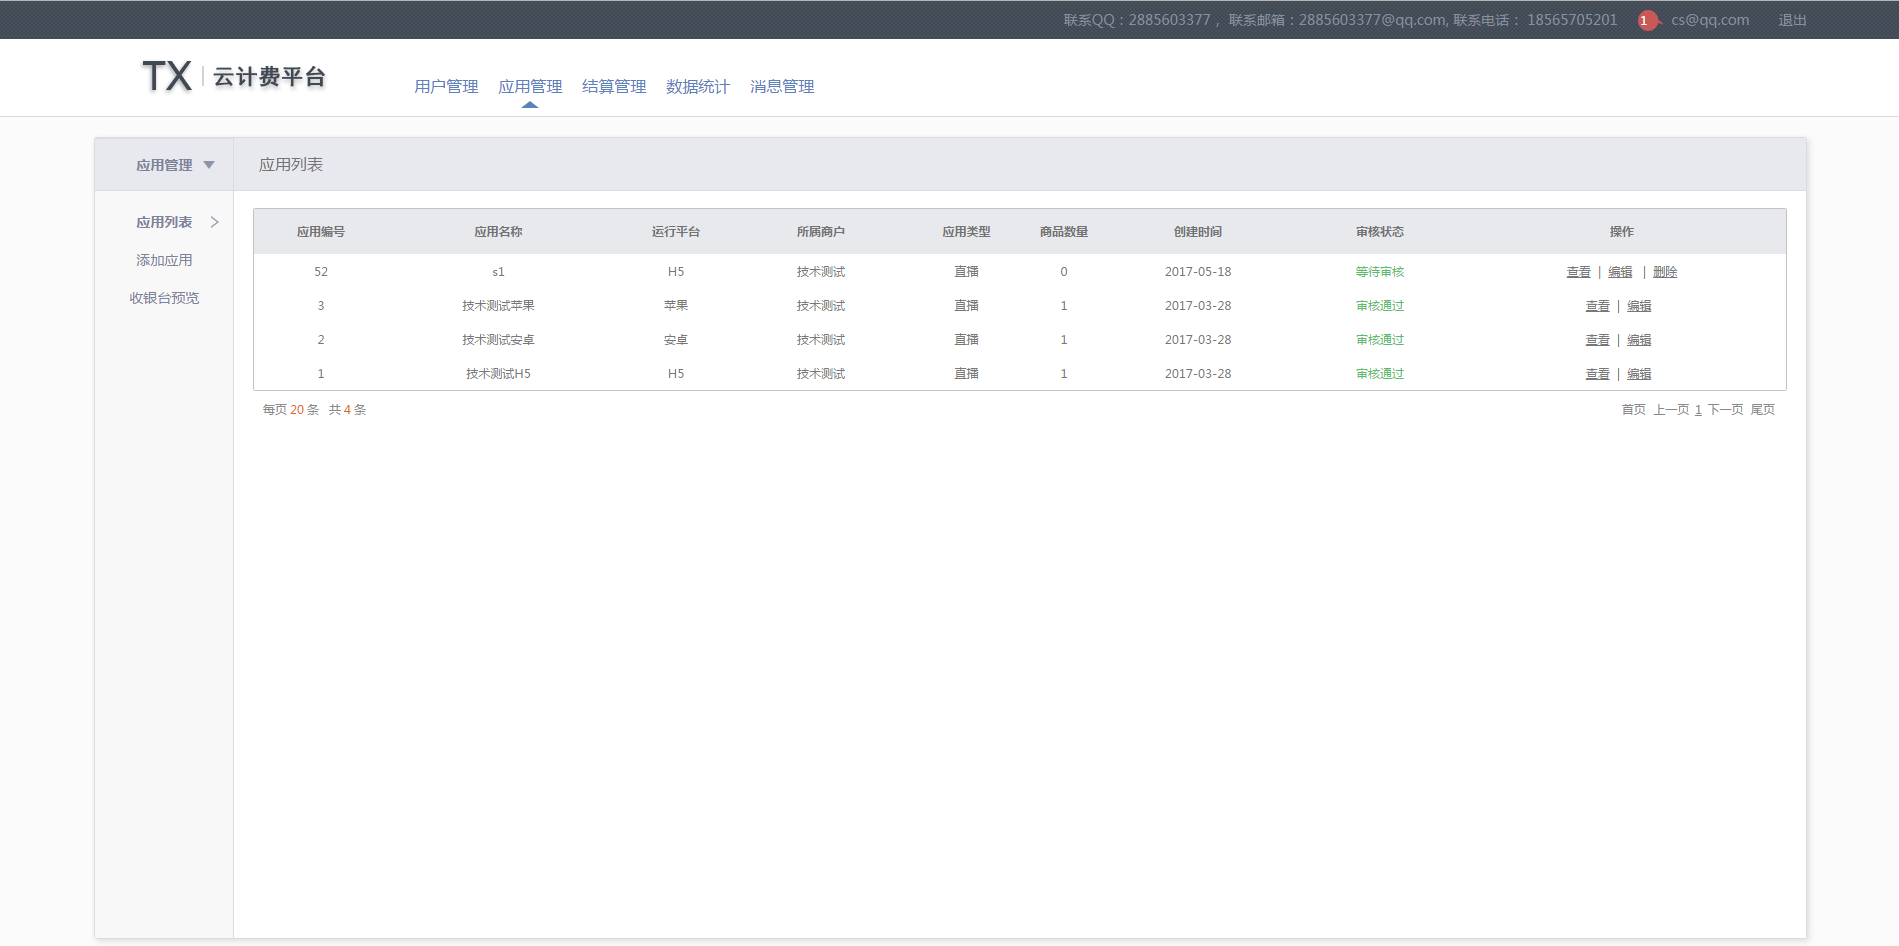 联系QQ：2885603377 ， 联系邮箱：2885603377@qq.com, 联系电话： 18565705201 1 cs@qq.com 退出
TX 云计费平台
用户管理 应用管理 结算管理 数据统计 消息管理
应用管理 应用列表
应用列表
添加应用
收银台预览
应用编号 应用名称 运行平台 所属商户 应用类型 商品数量 创建时间 审核状态 操作
52 s1 H5 技术测试 直播 0 2017-05-18 等待审核 查看 | 编辑 | 删除
3 技术测试苹果 苹果 技术测试 直播 1 2017-03-28 审核通过 查看 | 编辑
2 技术测试安卓 安卓 技术测试 直播 1 2017-03-28 审核通过 查看 | 编辑
1 技术测试H5 H5 技术测试 直播 1 2017-03-28 审核通过 查看 | 编辑
每页 20 条 共 4 条 首页 上一页 1 下一页 尾页